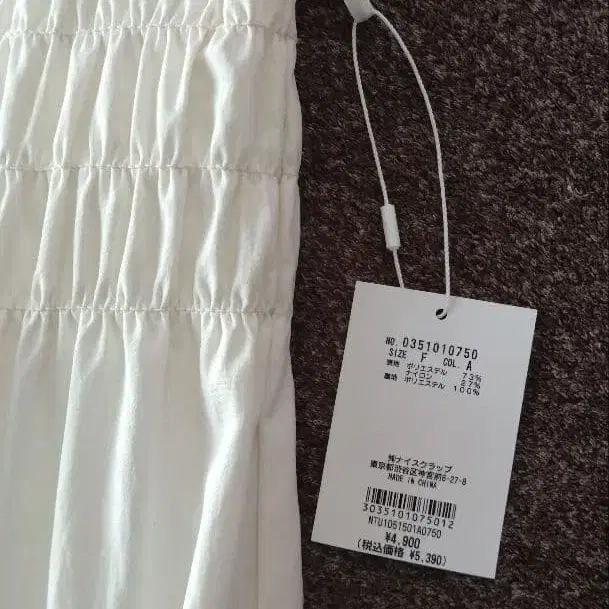 NO. 0351010750
SIZE F COL. A
表地 ポリエステル 73%
ナイロン 27%
裏地 ポリエステル 100%
㈱ナイスクラップ
東京都渋谷区神宮前6-27-8
MADE IN CHINA
3035101075012
NTU1051501A0750
¥4,900
(税込価格 ¥5,390)